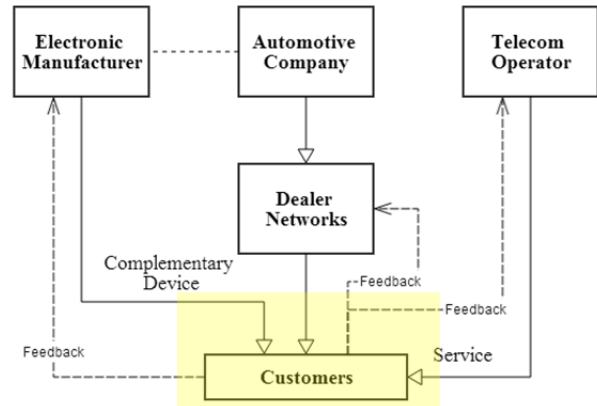 Electronic
Manufacturer
Automotive
Company
Telecom
Operator
Dealer
Networks
Complementary
Device
Feedback
Feedback
Feedback
Service
Customers